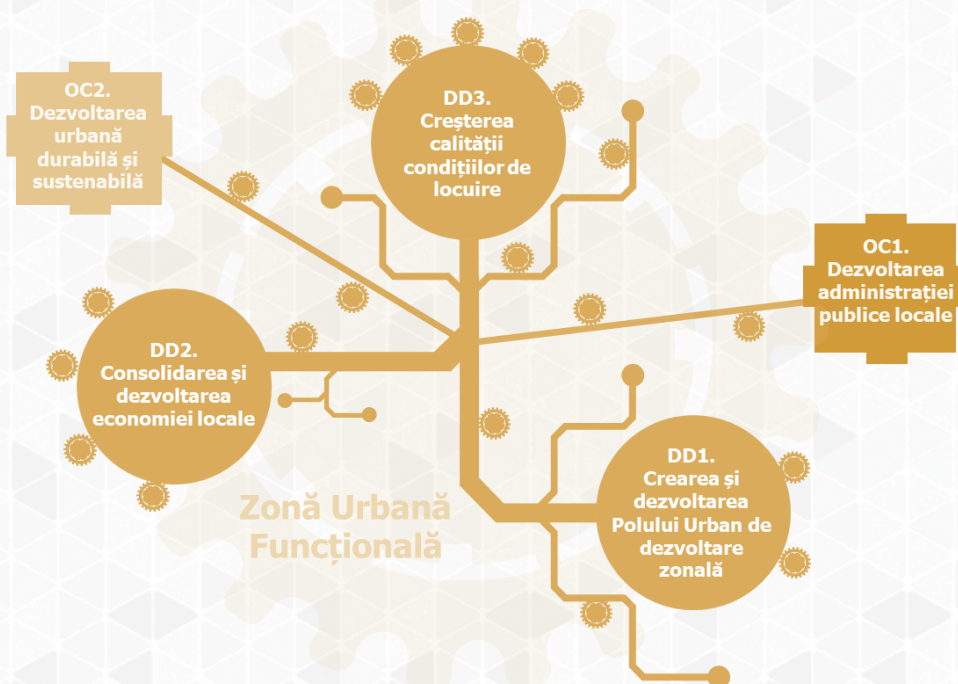 OC2.
Dezvoltarea
urbană
durabilă și
sustenabilă
DD3.
Creșterea
calității
condițiilor de
locuire
OC1.
Dezvoltarea
administrației
publice locale
DD2.
Consolidarea și
dezvoltarea
economiei locale
DD1.
Crearea și
dezvoltarea
Polului Urban de
dezvoltare
zonală
Zonă Urbană
Funcțională